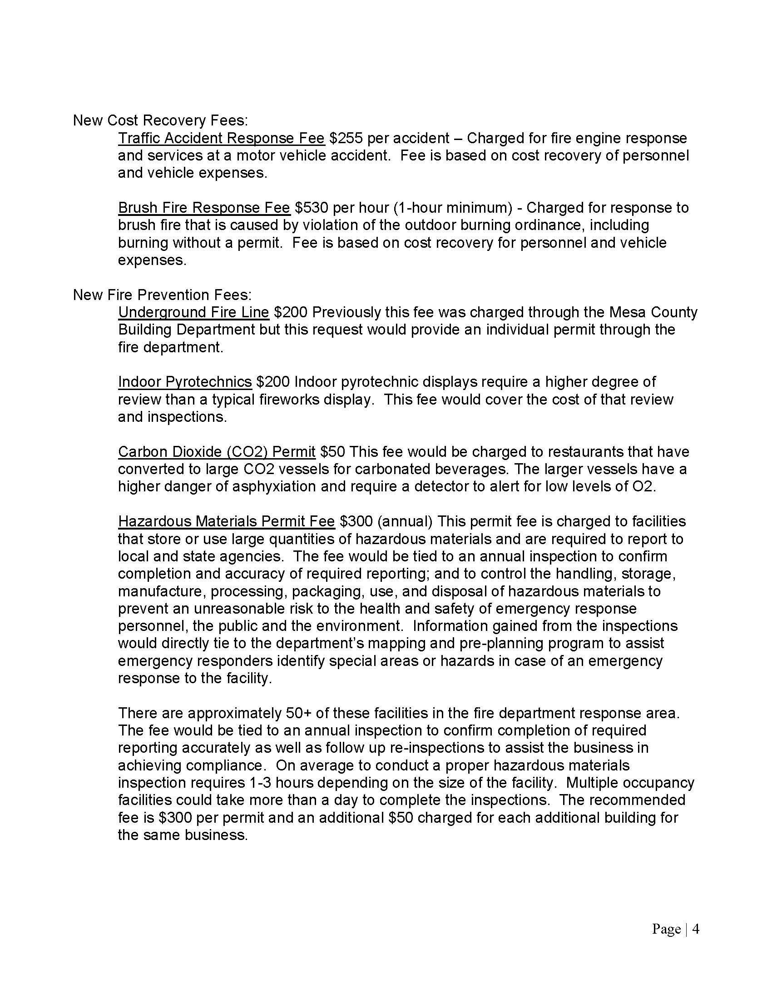 New Cost Recovery Fees:
Traffic Accident Response Fee $255 per accident – Charged for fire engine response
and services at a motor vehicle accident.  Fee is based on cost recovery of personnel
and vehicle expenses.
Brush Fire Response Fee $530 per hour (1-hour minimum) - Charged for response to
brush fire that is caused by violation of the outdoor burning ordinance, including
burning without a permit.  Fee is based on cost recovery for personnel and vehicle
expenses.
New Fire Prevention Fees:
Underground Fire Line $200 Previously this fee was charged through the Mesa County
Building Department but this request would provide an individual permit through the
fire department.
Indoor Pyrotechnics $200 Indoor pyrotechnic displays require a higher degree of
review than a typical fireworks display.  This fee would cover the cost of that review
and inspections.
Carbon Dioxide (CO2) Permit $50 This fee would be charged to restaurants that have
converted to large CO2 vessels for carbonated beverages. The larger vessels have a
higher danger of asphyxiation and require a detector to alert for low levels of O2.
Hazardous Materials Permit Fee $300 (annual) This permit fee is charged to facilities
that store or use large quantities of hazardous materials and are required to report to
local and state agencies.  The fee would be tied to an annual inspection to confirm
completion and accuracy of required reporting; and to control the handling, storage,
manufacture, processing, packaging, use, and disposal of hazardous materials to
prevent an unreasonable risk to the health and safety of emergency response
personnel, the public and the environment.  Information gained from the inspections
would directly tie to the department’s mapping and pre-planning program to assist
emergency responders identify special areas or hazards in case of an emergency
response to the facility.
There are approximately 50+ of these facilities in the fire department response area.
The fee would be tied to an annual inspection to confirm completion of required
reporting accurately as well as follow up re-inspections to assist the business in
achieving compliance.  On average to conduct a proper hazardous materials
inspection requires 1-3 hours depending on the size of the facility.  Multiple occupancy
facilities could take more than a day to complete the inspections.  The recommended
fee is $300 per permit and an additional $50 charged for each additional building for
the same business.
Page | 4